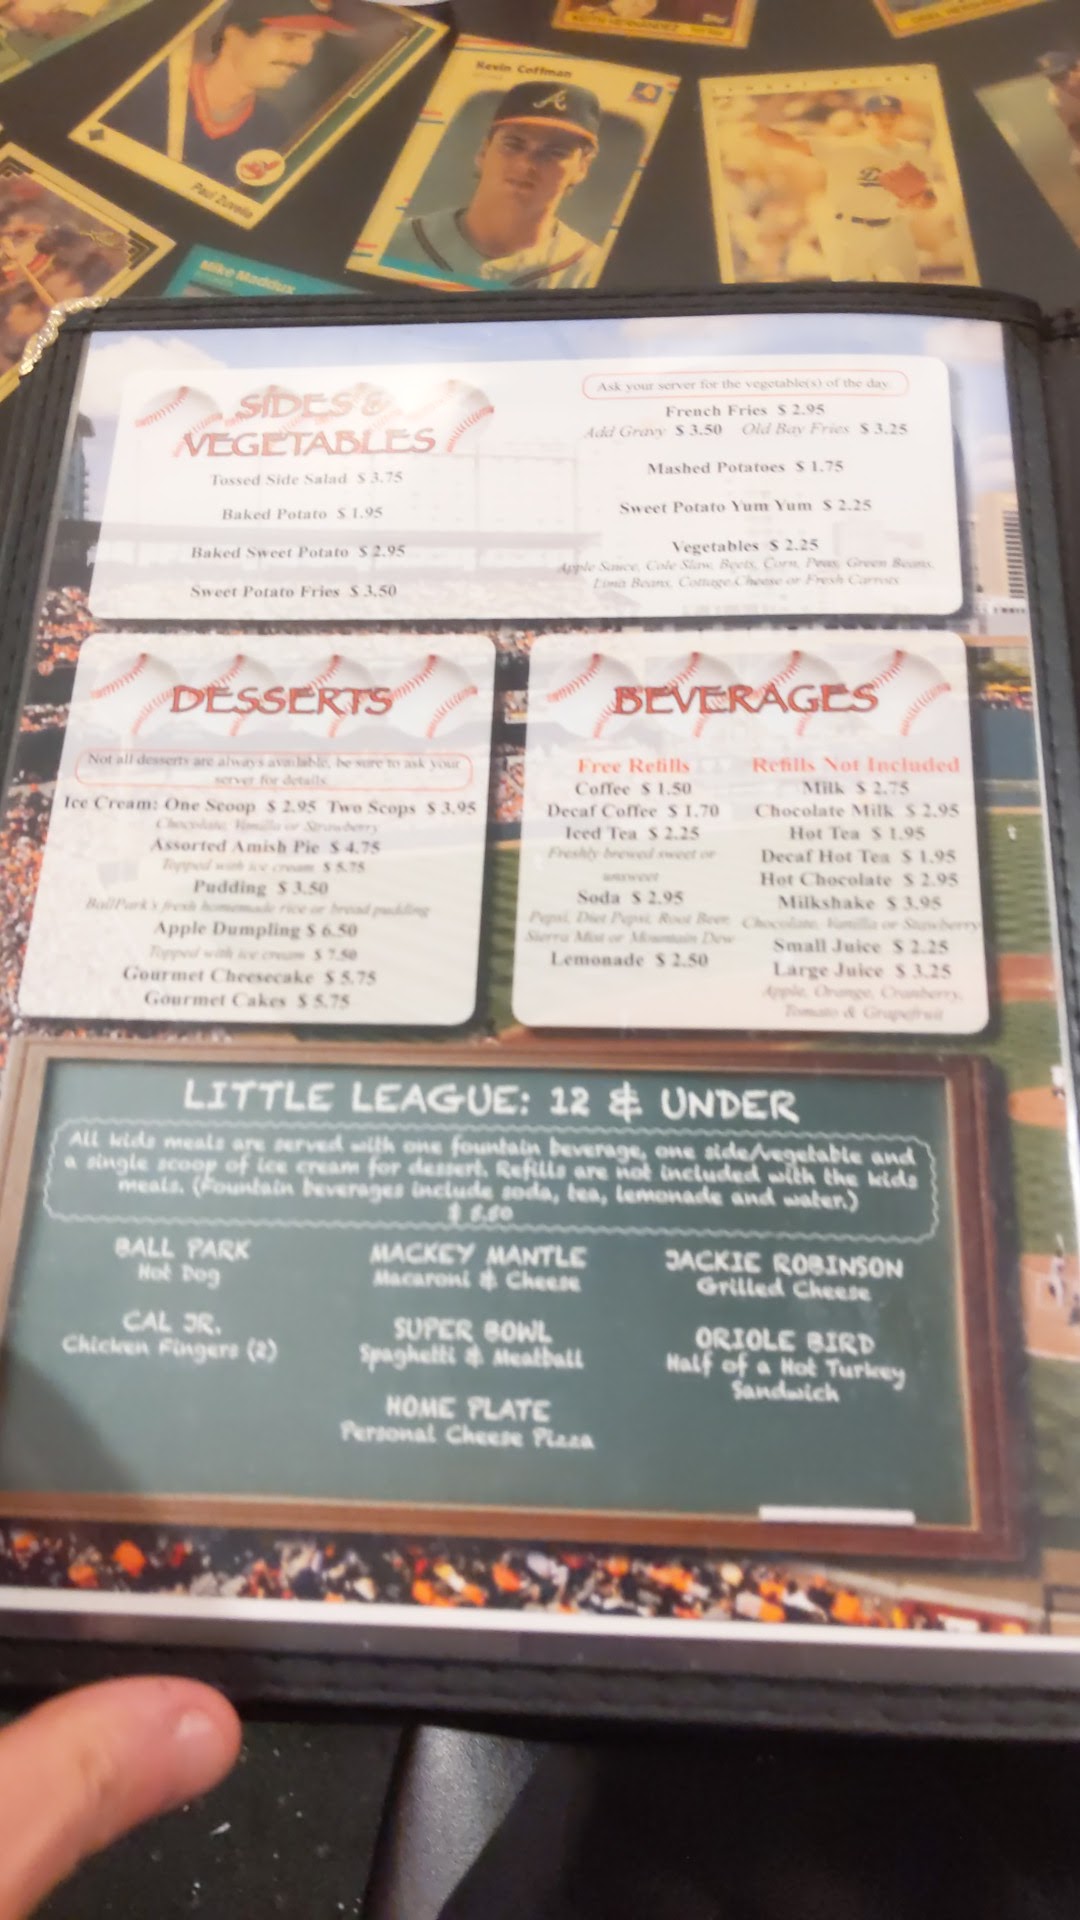 KEITH HERNANDEZ
Kevin Coffman
Paul Zuvella
Mike Maddux
SIDES &
VEGETABLES
Tossed Side Salad $ 3.75
Baked Potato $ 1.95
Baked Sweet Potato $ 2.95
Sweet Potato Fries $ 3.50
Ask your server for the vegetable(s) of the day
French Fries $ 2.95
Add Gravy $ 3.50 Old Bay Fries $ 3.25
Mashed Potatoes $ 1.75
Sweet Potato Yum Yum $ 2.25
Vegetables $ 2.25
Apple Sauce, Cole Slaw, Beets, Corn, Peas, Green Beans,
Lima Beans, Cottage Cheese or Fresh Carrots
DESSERTS
Not all desserts are always available, be sure to ask your
server for details
Ice Cream: One Scoop $ 2.95 Two Scops $ 3.95
Chocolate, Vanilla or Strawberry
Assorted Amish Pie $ 4.75
Topped with ice cream $ 5.75
Pudding $ 3.50
BallPark's fresh homemade rice or bread pudding
Apple Dumpling $ 6.50
Topped with ice cream $ 7.50
Gourmet Cheesecake $ 5.75
Gourmet Cakes $ 5.75
BEVERAGES
Free Refills
Coffee $ 1.50
Decaf Coffee $ 1.70
Iced Tea $ 2.25
Freshly brewed sweet or
unsweet
Soda $ 2.95
Pepsi, Diet Pepsi, Root Beer,
Sierra Mist or Mountain Dew
Lemonade $ 2.50
Refills Not Included
Milk $ 2.75
Chocolate Milk $ 2.95
Hot Tea $ 1.95
Decaf Hot Tea $ 1.95
Hot Chocolate $ 2.95
Milkshake $ 3.95
Chocolate, Vanilla or Stawberry
Small Juice $ 2.25
Large Juice $ 3.25
Apple, Orange, Cranberry,
Tomato & Grapefruit
LITTLE LEAGUE: 12 & UNDER
All kids meals are served with one fountain beverage, one side/vegetable and
a single scoop of ice cream for dessert. Refills are not included with the kids
meals. (Fountain beverages include soda, tea, lemonade and water.)
BALL PARK
Hot Dog
MACKEY MANTLE
Macaroni & Cheese
JACKIE ROBINSON
Grilled Cheese
CAL JR.
Chicken Fingers (2)
SUPER BOWL
Spaghetti & Meatball
ORIOLE BIRD
Half of a Hot Turkey
Sandwich
HOME PLATE
Personal Cheese Pizza